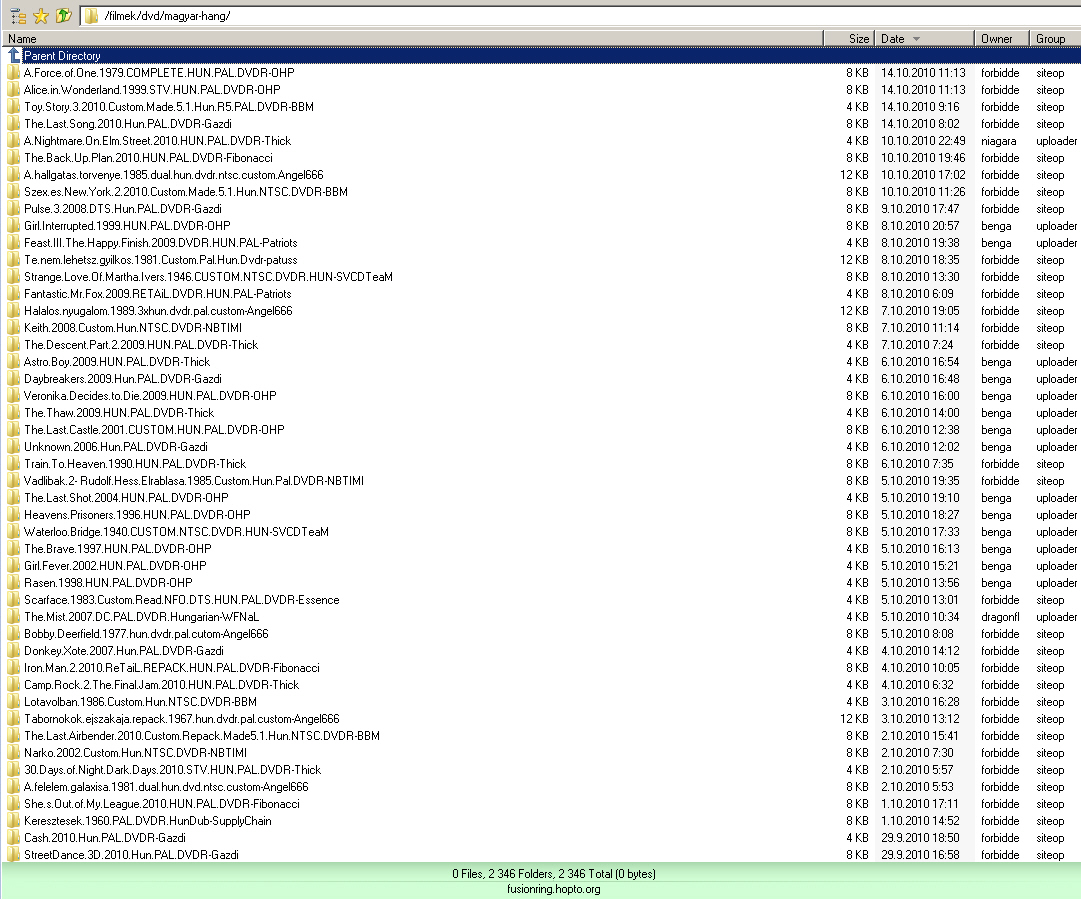 /filmek/dvd/magyar-hang/
Name Size Date Owner Group
Parent Directory
A.Force.of.One.1979.COMPLETE.HUN.PAL.DVDR-OHP 8 KB 14.10.2010 11:13 forbidde siteop
Alice.in.Wonderland.1999.STV.HUN.PAL.DVDR-OHP 8 KB 14.10.2010 11:13 forbidde siteop
Toy.Story.3.2010.Custom.Made.5.1.Hun.R5.PAL.DVDR-BBM 4 KB 14.10.2010 9:16 forbidde siteop
The.Last.Song.2010.Hun.PAL.DVDR-Gazdi 8 KB 14.10.2010 8:02 forbidde siteop
A.Nightmare.On.Elm.Street.2010.HUN.PAL.DVDR-Thick 4 KB 10.10.2010 22:49 niagara uploader
The.Back.Up.Plan.2010.HUN.PAL.DVDR-Fibonacci 8 KB 10.10.2010 19:46 forbidde siteop
A.hallgatas.torvenye.1985.dual.hun.dvdr.ntsc.custom.Angel666 12 KB 10.10.2010 17:02 forbidde siteop
Szex.es.New.York.2.2010.Custom.Made.5.1.Hun.NTSC.DVDR-BBM 8 KB 10.10.2010 11:26 forbidde siteop
Pulse.3.2008.DTS.Hun.PAL.DVDR-Gazdi 8 KB 9.10.2010 17:47 forbidde siteop
Girl.Interrupted.1999.HUN.PAL.DVDR-OHP 8 KB 8.10.2010 20:57 benga uploader
Feast.III.The.Happy.Finish.2009.DVDR.HUN.PAL-Patriots 4 KB 8.10.2010 19:38 benga uploader
Te.nem.lehetsz.gyilkos.1981.Custom.Pal.Hun.Dvdr-patuss 12 KB 8.10.2010 18:35 forbidde siteop
Strange.Love.Of.Martha.Ivers.1946.CUSTOM.NTSC.DVDR.HUN-SVCDTeaM 8 KB 8.10.2010 13:30 forbidde siteop
Fantastic.Mr.Fox.2009.RETAiL.DVDR.HUN.PAL-Patriots 4 KB 8.10.2010 6:09 forbidde siteop
Halalos.nyugalom.1989.3xhun.dvdr.pal.custom-Angel666 12 KB 7.10.2010 19:05 forbidde siteop
Keith.2008.Custom.Hun.NTSC.DVDR-NBTIMI 8 KB 7.10.2010 11:14 forbidde siteop
The.Descent.Part.2.2009.HUN.PAL.DVDR-Thick 4 KB 7.10.2010 7:24 forbidde siteop
Astro.Boy.2009.HUN.PAL.DVDR-Thick 4 KB 6.10.2010 16:54 benga uploader
Daybreakers.2009.Hun.PAL.DVDR-Gazdi 4 KB 6.10.2010 16:48 benga uploader
Veronika.Decides.to.Die.2009.HUN.PAL.DVDR-OHP 8 KB 6.10.2010 16:00 benga uploader
The.Thaw.2009.HUN.PAL.DVDR-Thick 4 KB 6.10.2010 14:00 benga uploader
The.Last.Castle.2001.CUSTOM.HUN.PAL.DVDR-OHP 8 KB 6.10.2010 12:38 benga uploader
Unknown.2006.Hun.PAL.DVDR-Gazdi 4 KB 6.10.2010 12:02 benga uploader
Train.To.Heaven.1990.HUN.PAL.DVDR-Thick 8 KB 6.10.2010 7:35 forbidde siteop
Vadlibak.2- Rudolf.Hess.Elrablasa.1985.Custom.Hun.Pal.DVDR-NBTIMI 8 KB 5.10.2010 19:35 forbidde siteop
The.Last.Shot.2004.HUN.PAL.DVDR-OHP 4 KB 5.10.2010 19:10 benga uploader
Heavens.Prisoners.1996.HUN.PAL.DVDR-OHP 8 KB 5.10.2010 18:27 benga uploader
Waterloo.Bridge.1940.CUSTOM.NTSC.DVDR.HUN-SVCDTeaM 8 KB 5.10.2010 17:33 benga uploader
The.Brave.1997.HUN.PAL.DVDR-OHP 4 KB 5.10.2010 16:13 benga uploader
Girl.Fever.2002.HUN.PAL.DVDR-OHP 4 KB 5.10.2010 15:21 benga uploader
Rasen.1998.HUN.PAL.DVDR-OHP 4 KB 5.10.2010 13:56 benga uploader
Scarface.1983.Custom.Read.NFO.DTS.HUN.PAL.DVDR-Essence 4 KB 5.10.2010 13:01 forbidde siteop
The.Mist.2007.DC.PAL.DVDR.Hungarian-WFNaL 4 KB 5.10.2010 10:34 dragonfl uploader
Bobby.Deerfield.1977.hun.dvdr.pal.cutom-Angel666 8 KB 5.10.2010 8:08 forbidde siteop
Donkey.Xote.2007.Hun.PAL.DVDR-Gazdi 4 KB 4.10.2010 14:12 forbidde siteop
Iron.Man.2.2010.ReTaiL.REPACK.HUN.PAL.DVDR-Fibonacci 8 KB 4.10.2010 10:05 forbidde siteop
Camp.Rock.2.The.Final.Jam.2010.HUN.PAL.DVDR-Thick 4 KB 4.10.2010 6:32 forbidde siteop
Lotavolban.1986.Custom.Hun.NTSC.DVDR-BBM 4 KB 3.10.2010 16:28 forbidde siteop
Tabornokok.ejszakaja.repack.1967.hun.dvdr.pal.custom-Angel666 12 KB 3.10.2010 13:12 forbidde siteop
The.Last.Airbender.2010.Custom.Repack.Made5.1.Hun.NTSC.DVDR-BBM 8 KB 2.10.2010 15:41 forbidde siteop
Narko.2002.Custom.Hun.NTSC.DVDR-NBTIMI 8 KB 2.10.2010 7:30 forbidde siteop
30.Days.of.Night.Dark.Days.2010.STV.HUN.PAL.DVDR-Thick 4 KB 2.10.2010 5:57 forbidde siteop
A.felelem.galaxisa.1981.dual.hun.dvd.ntsc.custom-Angel666 8 KB 2.10.2010 5:53 forbidde siteop
She.s.Out.of.My.League.2010.HUN.PAL.DVDR-Fibonacci 8 KB 1.10.2010 17:11 forbidde siteop
Keresztesek.1960.PAL.DVDR.HunDub-SupplyChain 8 KB 1.10.2010 14:52 forbidde siteop
Cash.2010.Hun.PAL.DVDR-Gazdi 4 KB 29.9.2010 18:50 forbidde siteop
StreetDance.3D.2010.Hun.PAL.DVDR-Gazdi 8 KB 29.9.2010 16:58 forbidde siteop
0 Files, 2 346 Folders, 2 346 Total (0 bytes)
fusionring.hopto.org